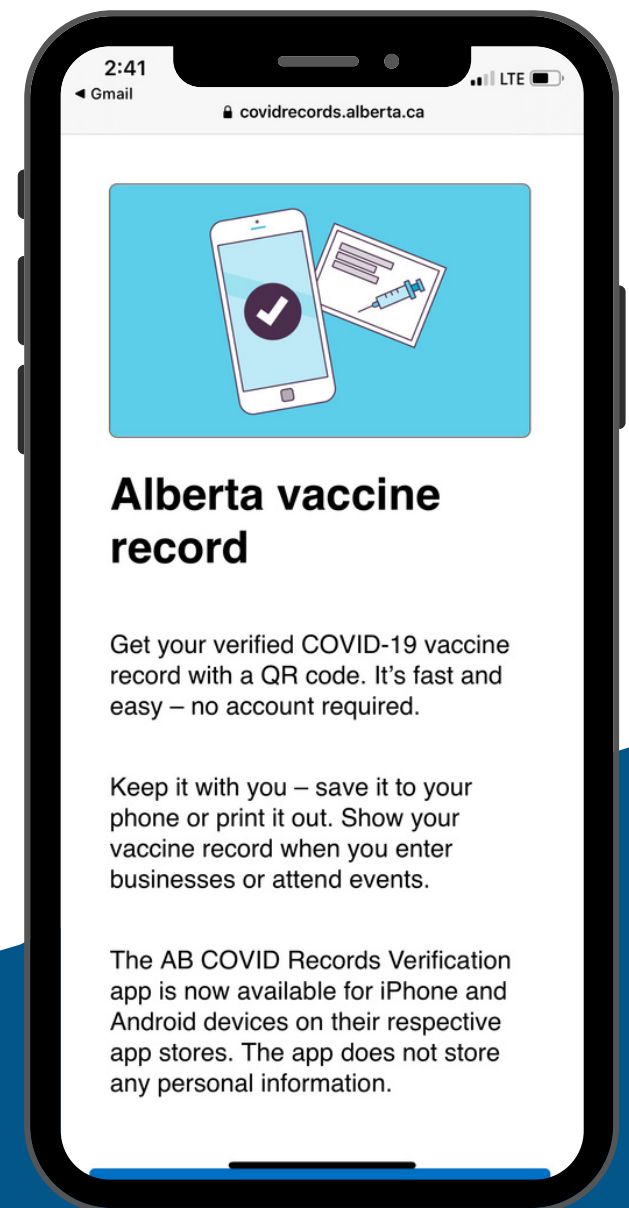 2:41
LTE
◀ Gmail
covidrecords.alberta.ca
Alberta vaccine
record
Get your verified COVID-19 vaccine
record with a QR code. It’s fast and
easy – no account required.
Keep it with you – save it to your
phone or print it out. Show your
vaccine record when you enter
businesses or attend events.
The AB COVID Records Verification
app is now available for iPhone and
Android devices on their respective
app stores. The app does not store
any personal information.